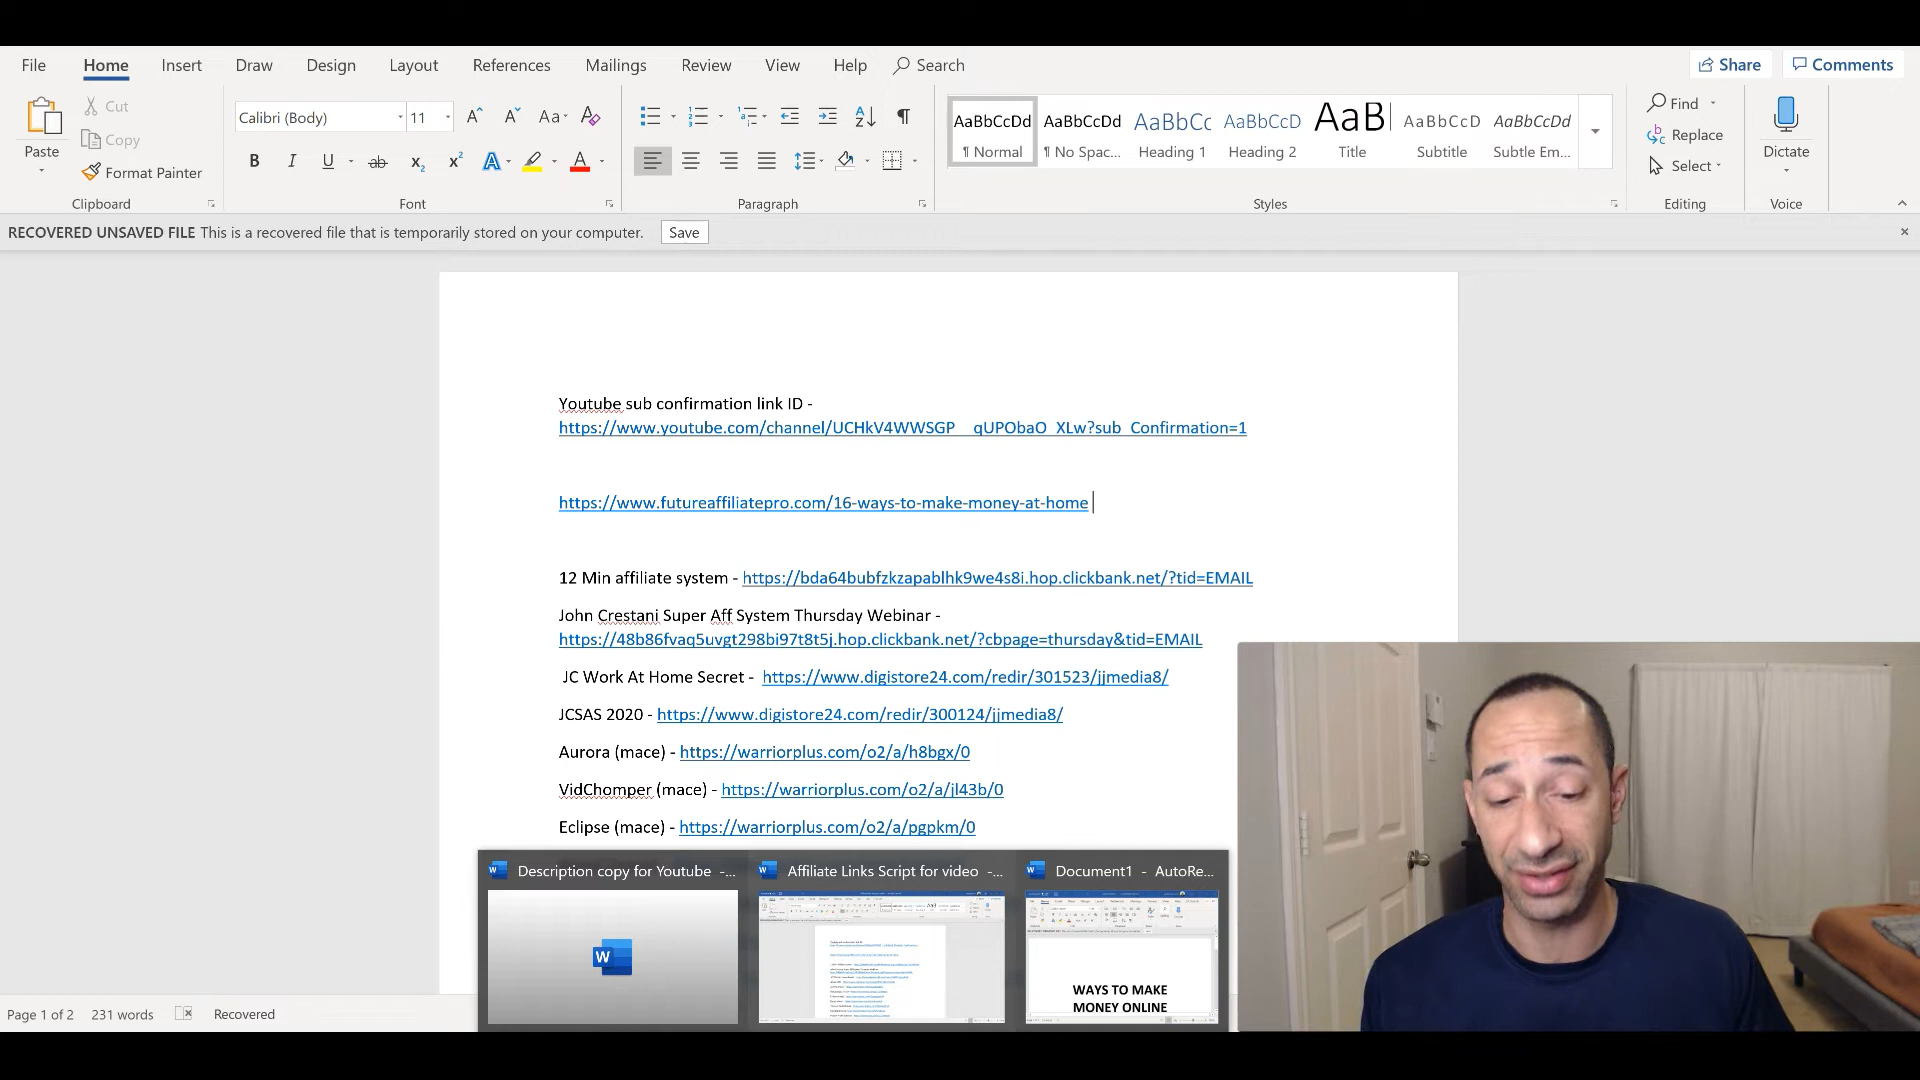 File Home Insert Draw Design Layout References Mailings Review View Help Search Share Comments
Paste Cut Copy Format Painter Clipboard
Calibri (Body) 11 Font
Paragraph
AaBbCcDd ¶ Normal
AaBbCcDd ¶ No Spac...
AaBbCc Heading 1
AaBbCcD Heading 2
AaB Title
AaBbCcD Subtitle
AaBbCcDd Subtle Em...
Styles
Find Replace Select Editing
Dictate Voice
RECOVERED UNSAVED FILE This is a recovered file that is temporarily stored on your computer. Save
Youtube sub confirmation link ID -
https://www.youtube.com/channel/UCHkV4WWSGP__qUPObaO_XLw?sub_Confirmation=1
https://www.futureaffiliatepro.com/16-ways-to-make-money-at-home
12 Min affiliate system - https://bda64bubfzkzapablhk9we4s8i.hop.clickbank.net/?tid=EMAIL
John Crestani Super Aff System Thursday Webinar -
https://48b86fvaq5uvgt298bi97t8t5j.hop.clickbank.net/?cbpage=thursday&tid=EMAIL
JC Work At Home Secret - https://www.digistore24.com/redir/301523/jjmedia8/
JCSAS 2020 - https://www.digistore24.com/redir/300124/jjmedia8/
Aurora (mace) - https://warriorplus.com/o2/a/h8bgx/0
VidChomper (mace) - https://warriorplus.com/o2/a/jl43b/0
Eclipse (mace) - https://warriorplus.com/o2/a/pgpkm/0
Description copy for Youtube -...
Affiliate Links Script for video -...
Document1 - AutoRe...
WAYS TO MAKE
MONEY ONLINE
Page 1 of 2 231 words Recovered